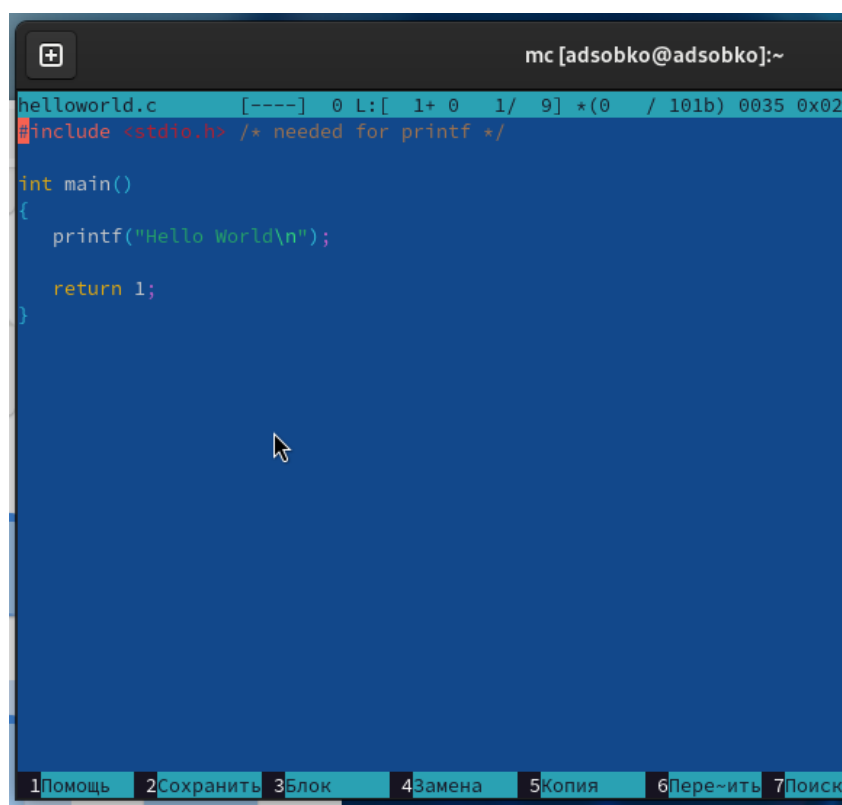 mc [adsobko@adsobko]:~
helloworld.c       [----]  0 L:[  1+ 0   1/  9] *(0   / 101b) 0035 0x02
#include <stdio.h> /* needed for printf */
int main()
{
   printf("Hello World\n");
   return 1;
}
1Помощь 2Сохранить 3Блок 4Замена 5Копия 6Пере~ить 7Поиск